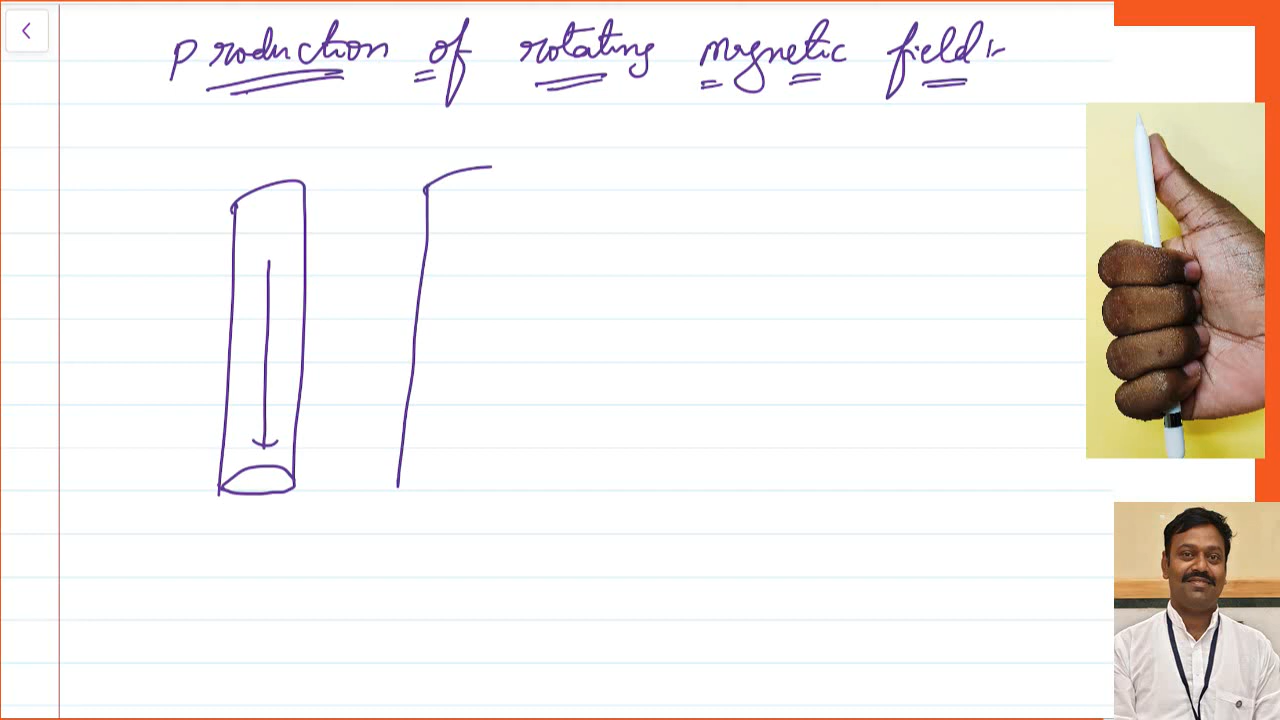 production of rotating magnetic field :-